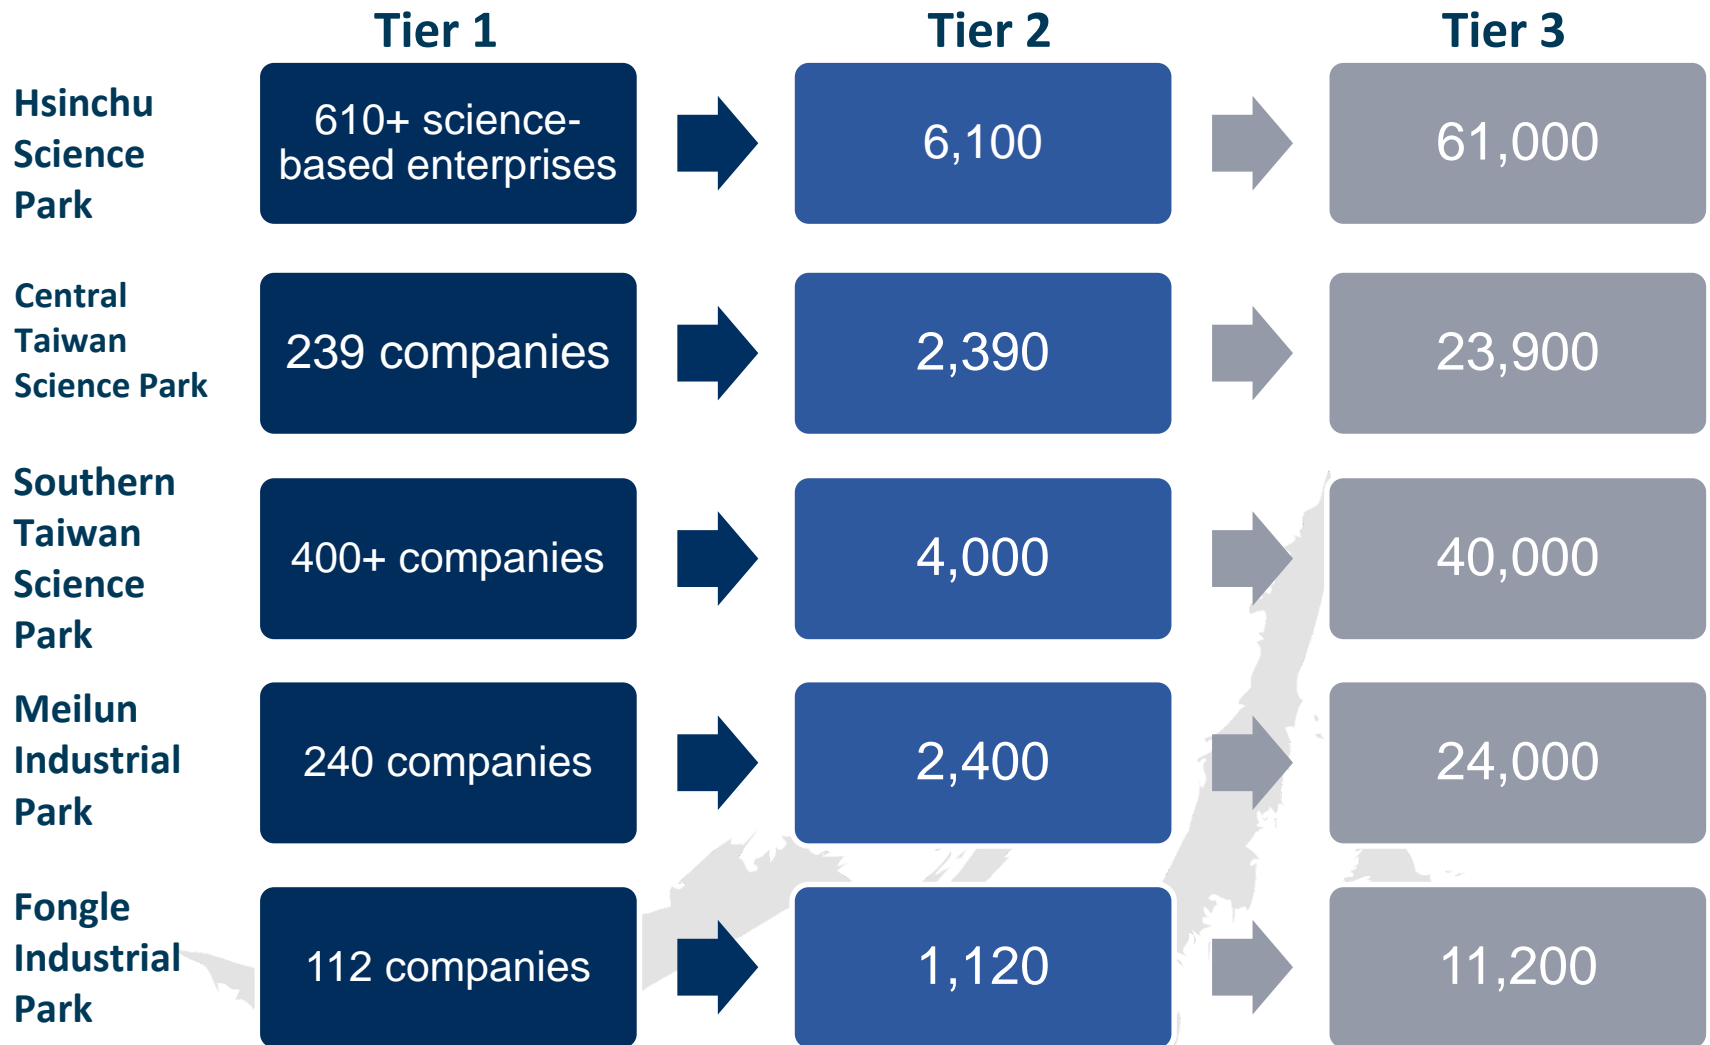 Tier 1
Tier 2
Tier 3
Hsinchu
Science
Park
610+ science-
based enterprises
6,100
61,000
Central
Taiwan
Science Park
239 companies
2,390
23,900
Southern
Taiwan
Science
Park
400+ companies
4,000
40,000
Meilun
Industrial
Park
240 companies
2,400
24,000
Fongle
Industrial
Park
112 companies
1,120
11,200